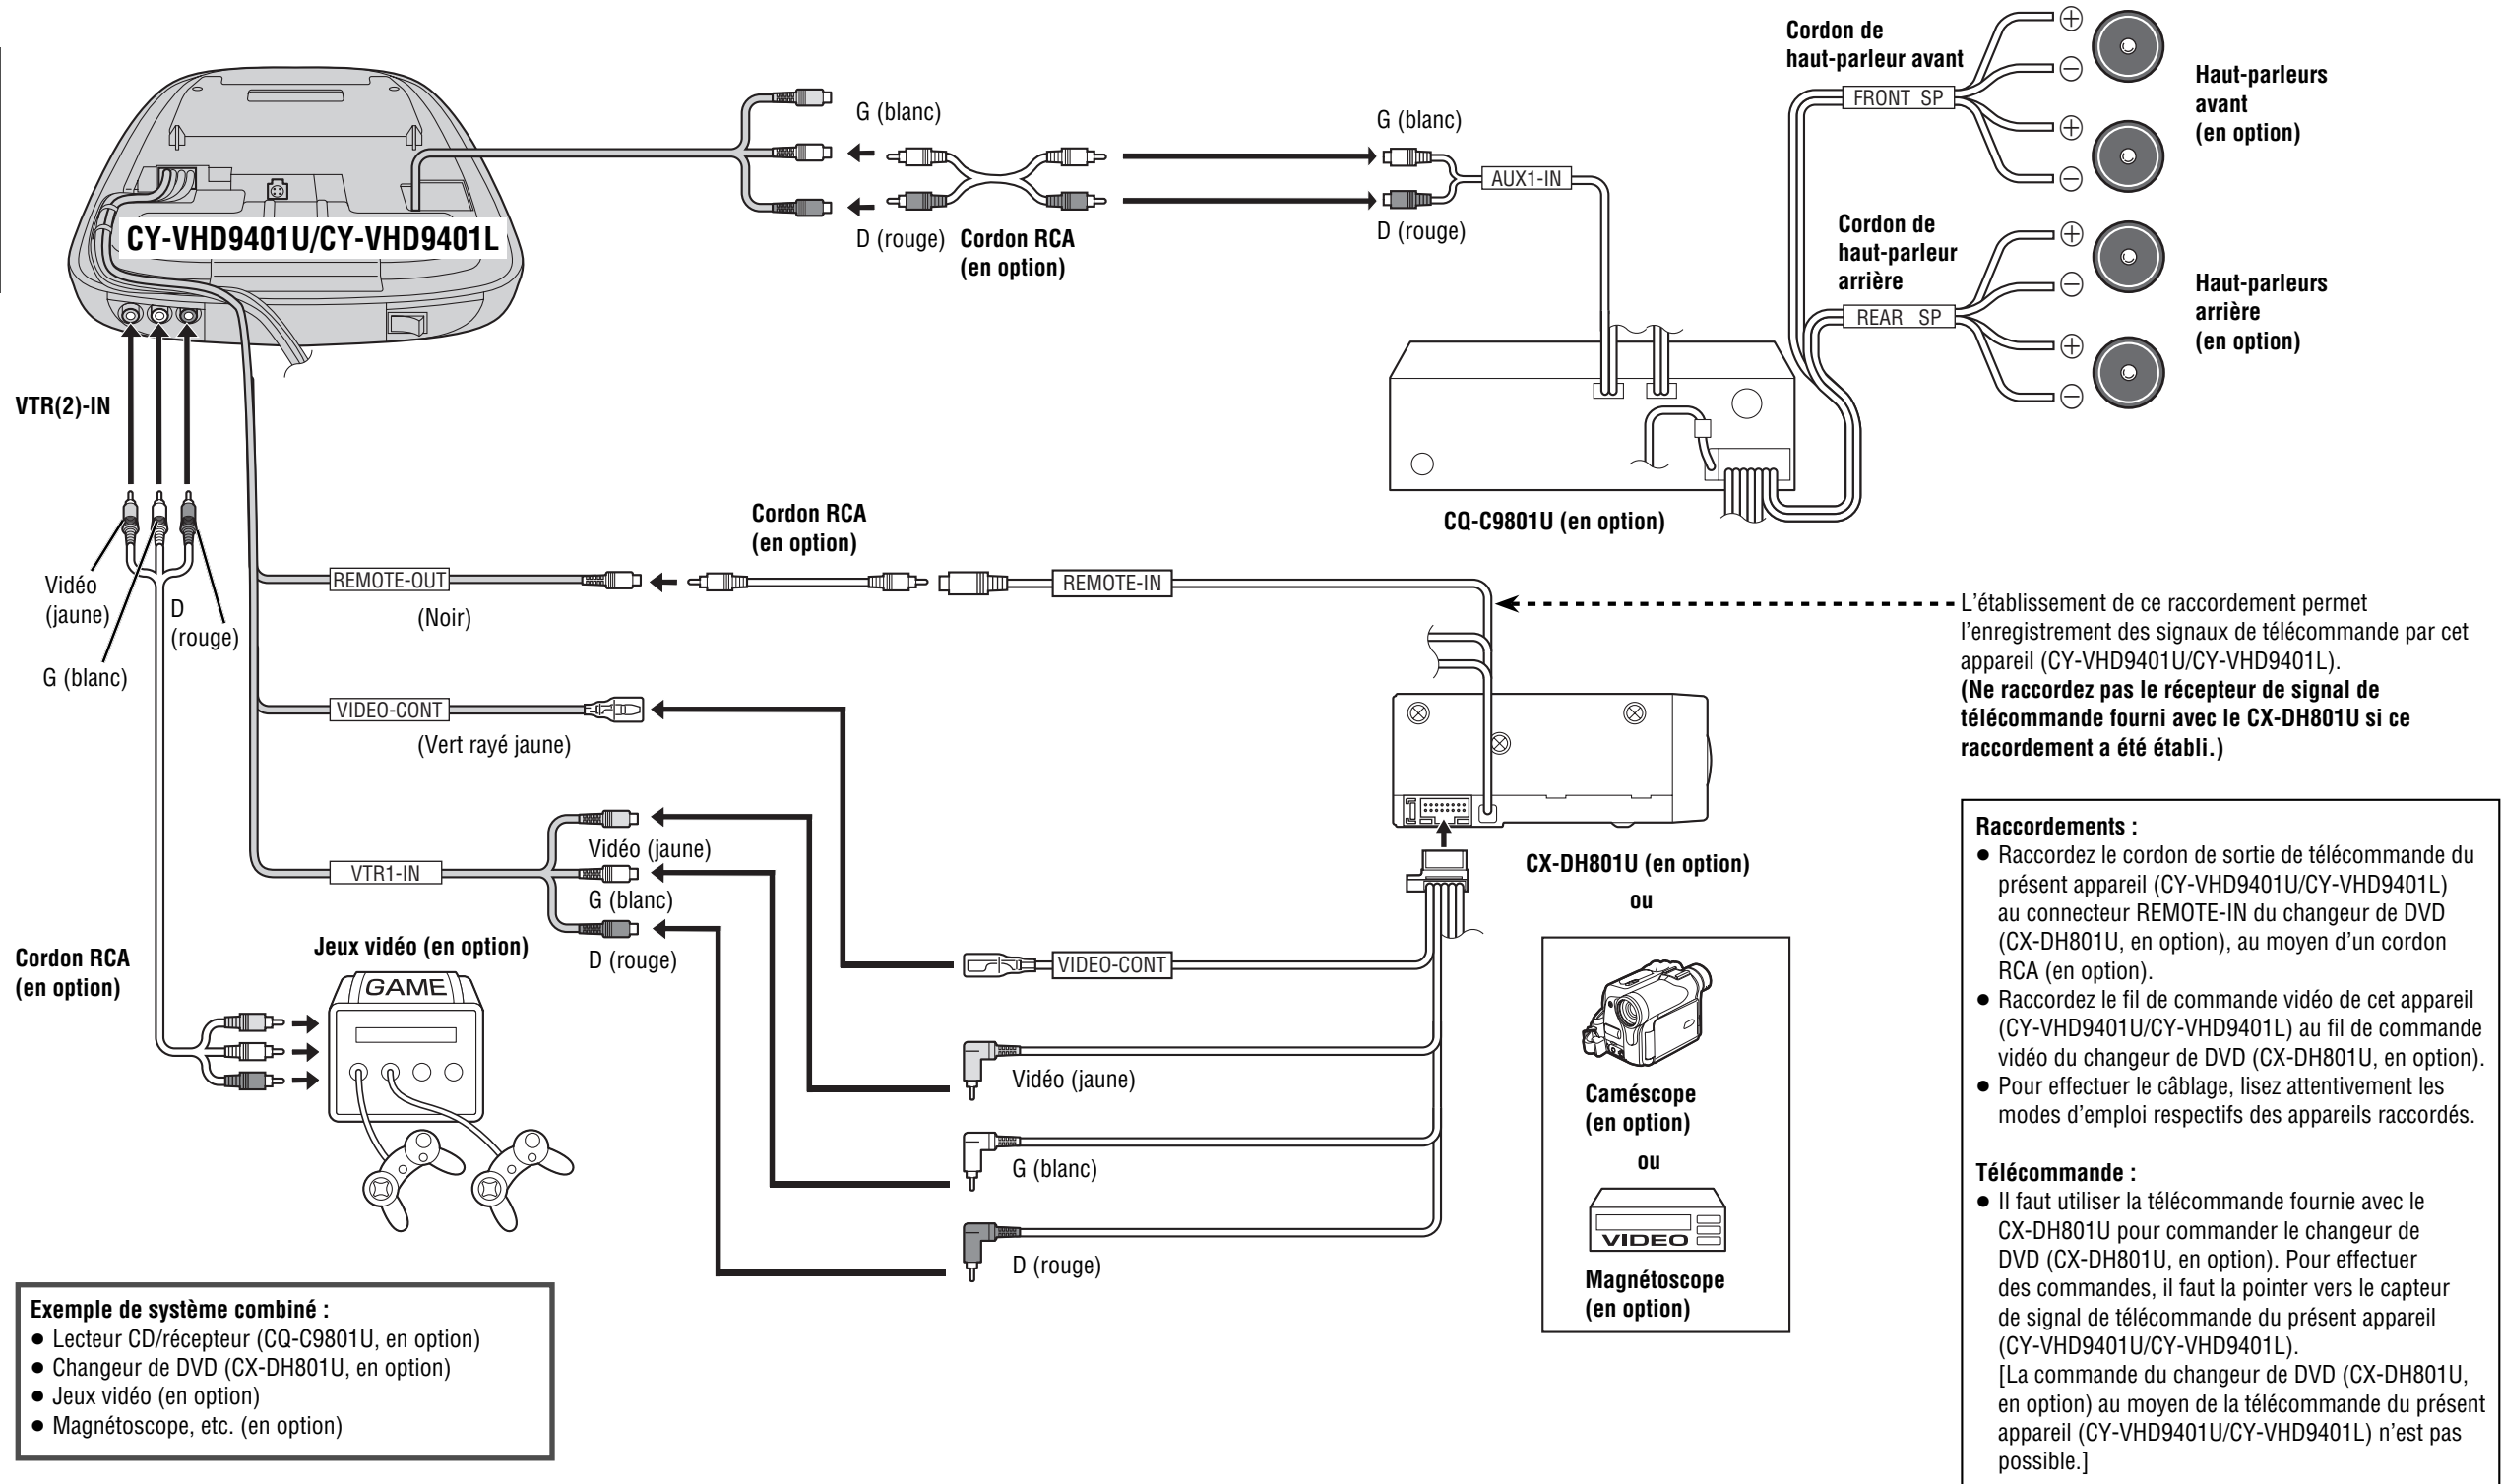 CY-VHD9401U/CY-VHD9401L
G (blanc)
D (rouge)
Cordon RCA
(en option)
G (blanc)
D (rouge)
AUX1-IN
Cordon de
haut-parleur avant
FRONT SP
Haut-parleurs
avant
(en option)
Cordon de
haut-parleur
arrière
REAR SP
Haut-parleurs
arrière
(en option)
CQ-C9801U (en option)
VTR(2)-IN
Vidéo
(jaune)
D
(rouge)
G (blanc)
REMOTE-OUT
(Noir)
Cordon RCA
(en option)
REMOTE-IN
VIDEO-CONT
(Vert rayé jaune)
VTR1-IN
Vidéo (jaune)
G (blanc)
D (rouge)
L'établissement de ce raccordement permet
l'enregistrement des signaux de télécommande par cet
appareil (CY-VHD9401U/CY-VHD9401L).
(Ne raccordez pas le récepteur de signal de
télécommande fourni avec le CX-DH801U si ce
raccordement a été établi.)
CX-DH801U (en option)
ou
Caméscope
(en option)
ou
VIDEO
Magnétoscope
(en option)
VIDEO-CONT
Vidéo (jaune)
G (blanc)
D (rouge)
Cordon RCA
(en option)
Jeux vidéo (en option)
GAME
Exemple de système combiné :
● Lecteur CD/récepteur (CQ-C9801U, en option)
● Changeur de DVD (CX-DH801U, en option)
● Jeux vidéo (en option)
● Magnétoscope, etc. (en option)
Raccordements :
● Raccordez le cordon de sortie de télécommande du
présent appareil (CY-VHD9401U/CY-VHD9401L)
au connecteur REMOTE-IN du changeur de DVD
(CX-DH801U, en option), au moyen d'un cordon
RCA (en option).
● Raccordez le fil de commande vidéo de cet appareil
(CY-VHD9401U/CY-VHD9401L) au fil de commande
vidéo du changeur de DVD (CX-DH801U, en option).
● Pour effectuer le câblage, lisez attentivement les
modes d'emploi respectifs des appareils raccordés.
Télécommande :
● Il faut utiliser la télécommande fournie avec le
CX-DH801U pour commander le changeur de
DVD (CX-DH801U, en option). Pour effectuer
des commandes, il faut la pointer vers le capteur
de signal de télécommande du présent appareil
(CY-VHD9401U/CY-VHD9401L).
[La commande du changeur de DVD (CX-DH801U,
en option) au moyen de la télécommande du présent
appareil (CY-VHD9401U/CY-VHD9401L) n'est pas
possible.]